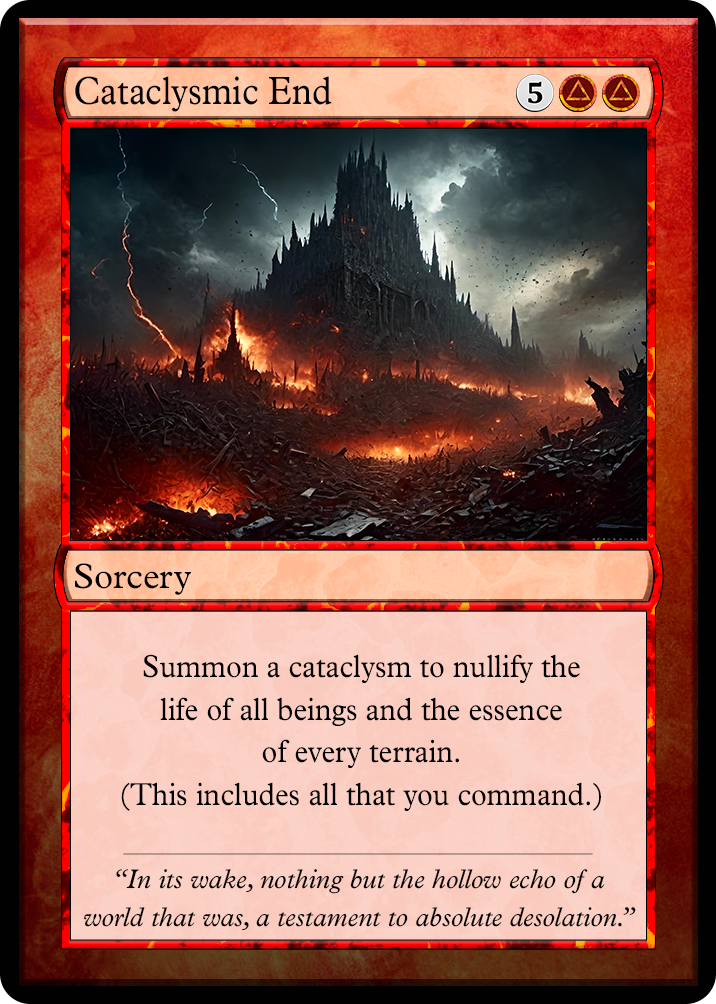 Cataclysmic End 5
Sorcery
Summon a cataclysm to nullify the
life of all beings and the essence
of every terrain.
(This includes all that you command.)
“In its wake, nothing but the hollow echo of a
world that was, a testament to absolute desolation.”